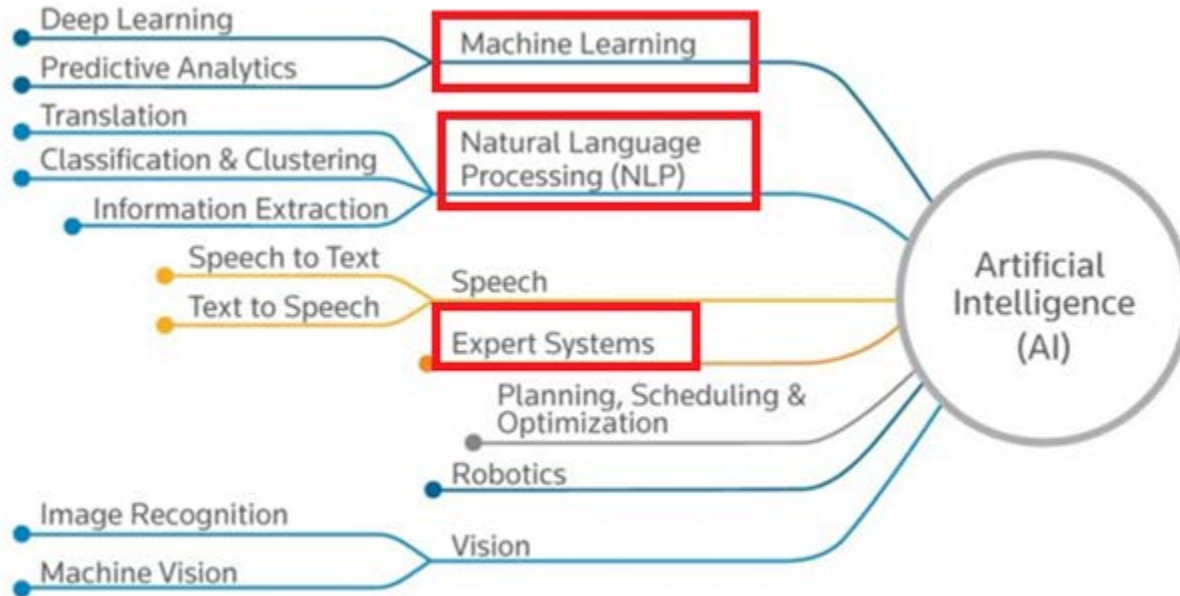 Deep Learning
Machine Learning
Predictive Analytics
Translation
Natural Language
Processing (NLP)
Classification & Clustering
Information Extraction
Speech to Text
Speech
Text to Speech
Expert Systems
Planning, Scheduling &
Optimization
Robotics
Image Recognition
Vision
Machine Vision
Artificial
Intelligence
(AI)